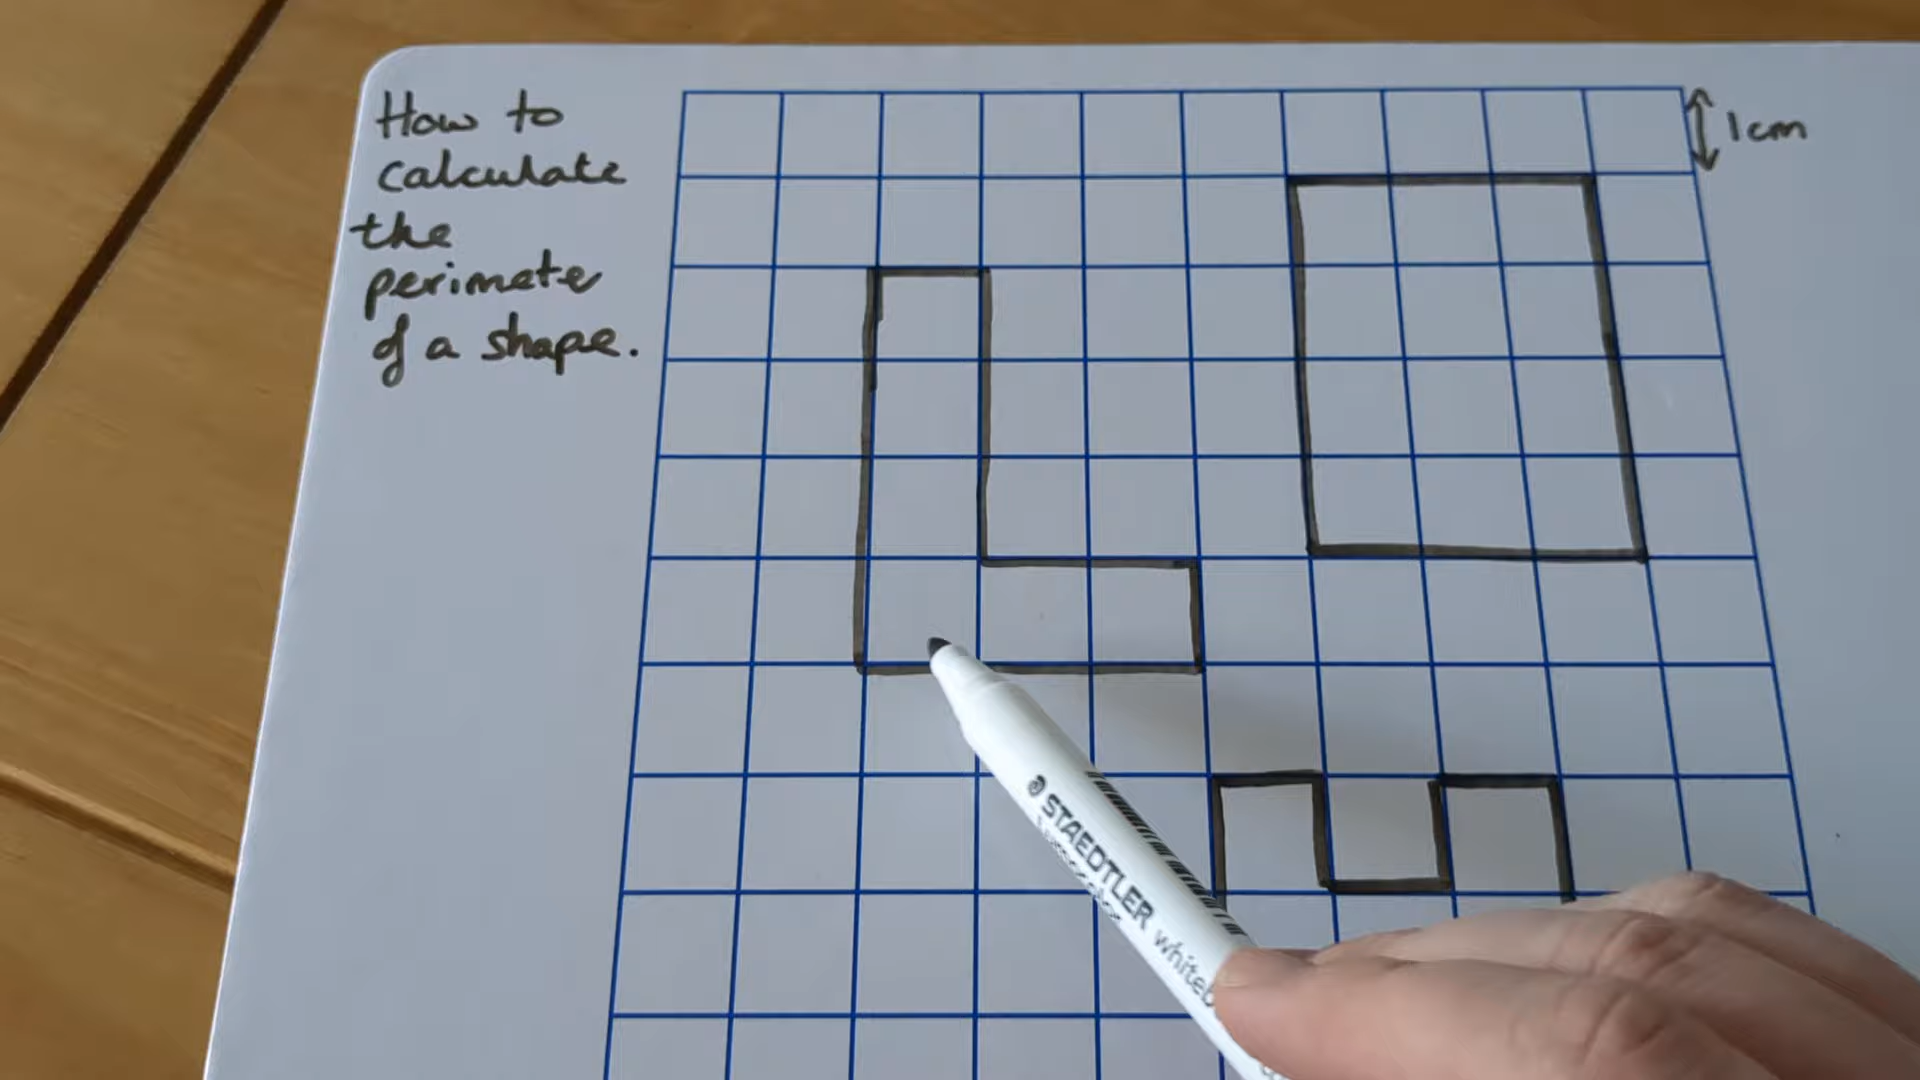 How to
calculate
the
perimete
of a shape.
1cm
STAEDTLER